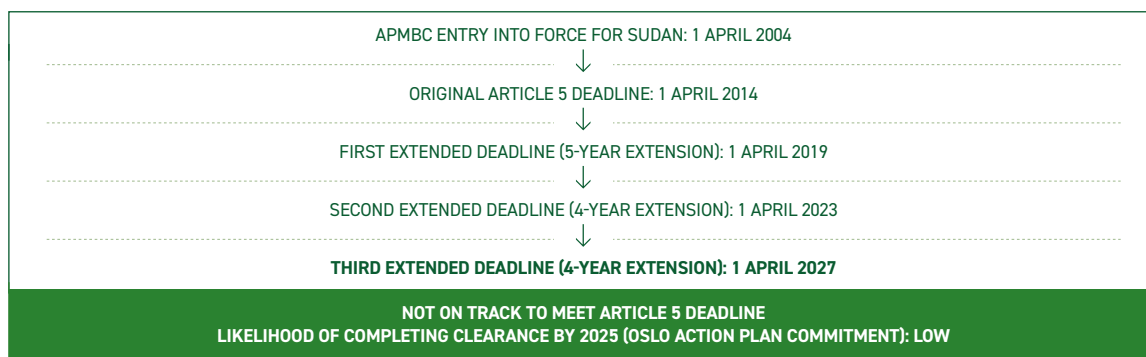 APMBC ENTRY INTO FORCE FOR SUDAN: 1 APRIL 2004
ORIGINAL ARTICLE 5 DEADLINE: 1 APRIL 2014
FIRST EXTENDED DEADLINE (5-YEAR EXTENSION): 1 APRIL 2019
SECOND EXTENDED DEADLINE (4-YEAR EXTENSION): 1 APRIL 2023
THIRD EXTENDED DEADLINE (4-YEAR EXTENSION): 1 APRIL 2027
NOT ON TRACK TO MEET ARTICLE 5 DEADLINE
LIKELIHOOD OF COMPLETING CLEARANCE BY 2025 (OSLO ACTION PLAN COMMITMENT): LOW